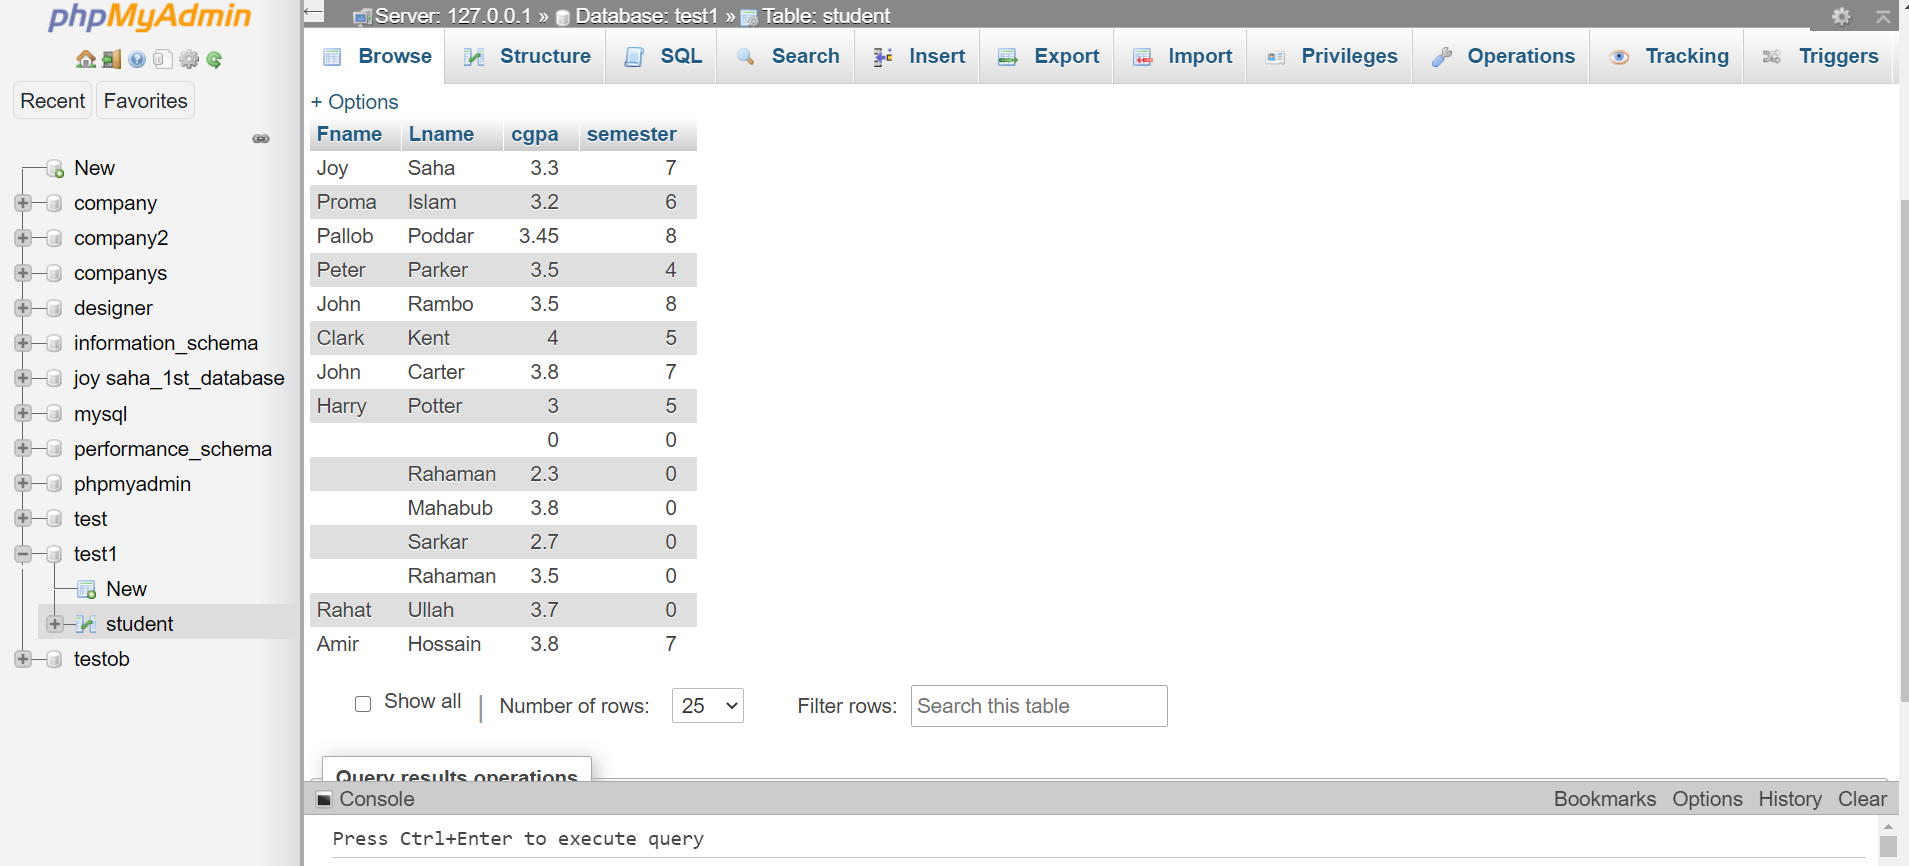 phpMyAdmin
Recent Favorites
New
company
company2
companys
designer
information_schema
joy saha_1st_database
mysql
performance_schema
phpmyadmin
test
test1
New
student
testob
Server: 127.0.0.1 » Database: test1 » Table: student
Browse Structure SQL Search Insert Export Import Privileges Operations Tracking Triggers
+ Options
Fname Lname cgpa semester
Joy Saha 3.3 7
Proma Islam 3.2 6
Pallob Poddar 3.45 8
Peter Parker 3.5 4
John Rambo 3.5 8
Clark Kent 4 5
John Carter 3.8 7
Harry Potter 3 5
0 0
Rahaman 2.3 0
Mahabub 3.8 0
Sarkar 2.7 0
Rahaman 3.5 0
Rahat Ullah 3.7 0
Amir Hossain 3.8 7
Show all | Number of rows: 25 Filter rows: Search this table
Query results operations
Console Bookmarks Options History Clear
Press Ctrl+Enter to execute query